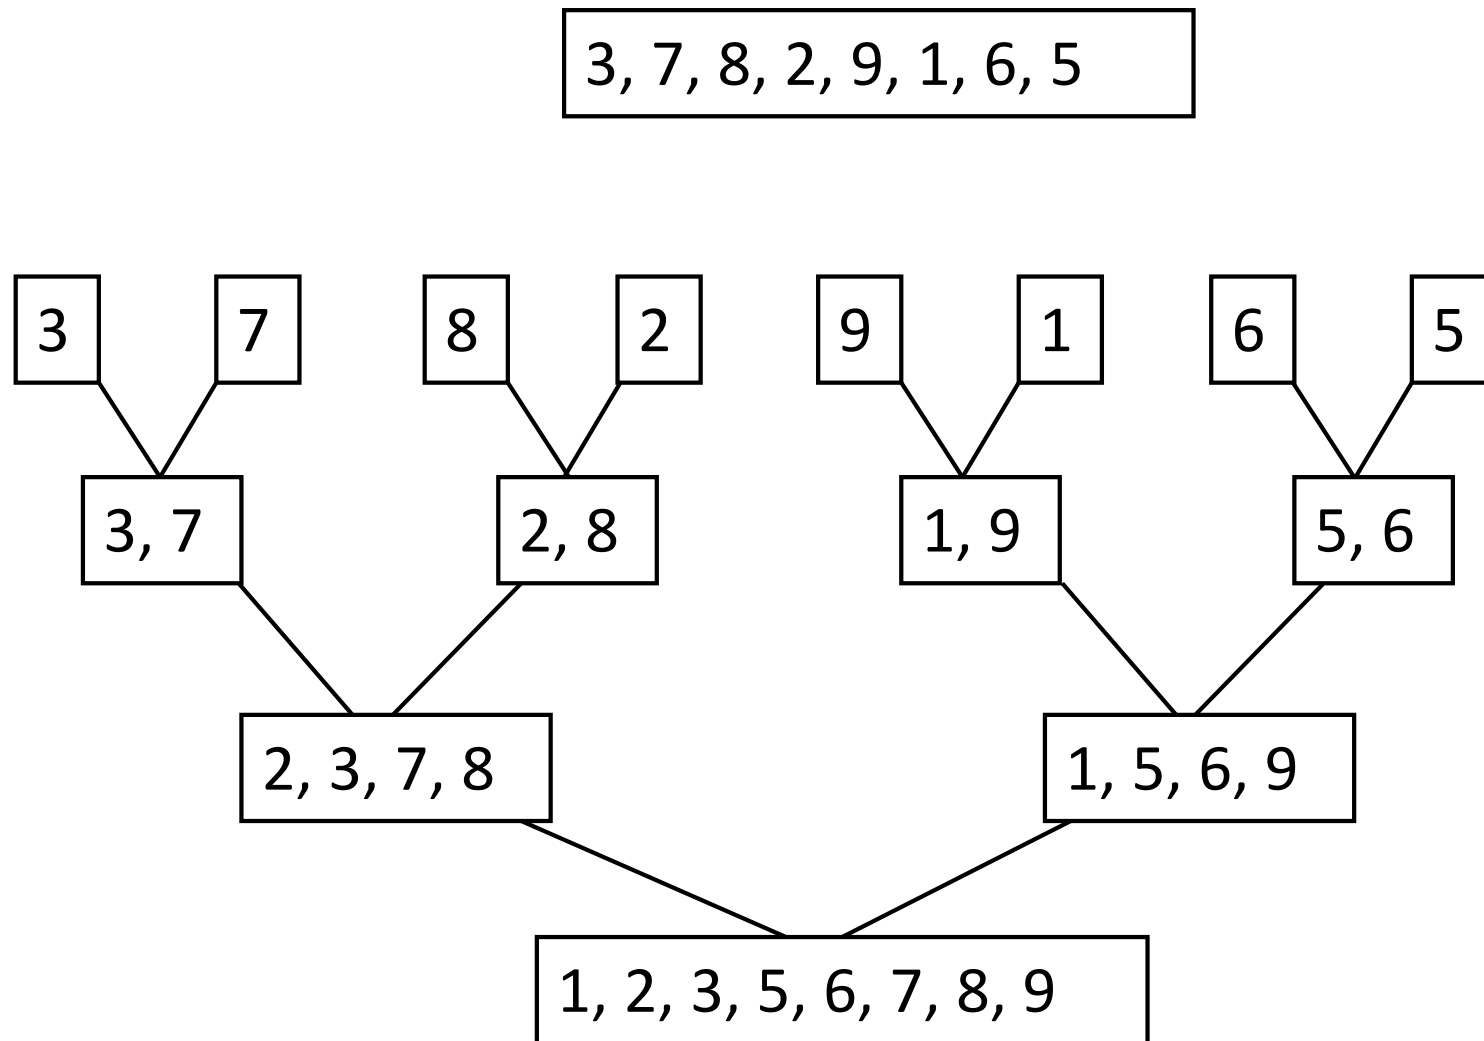 3, 7, 8, 2, 9, 1, 6, 5
3 7 8 2 9 1 6 5
3, 7 2, 8 1, 9 5, 6
2, 3, 7, 8 1, 5, 6, 9
1, 2, 3, 5, 6, 7, 8, 9